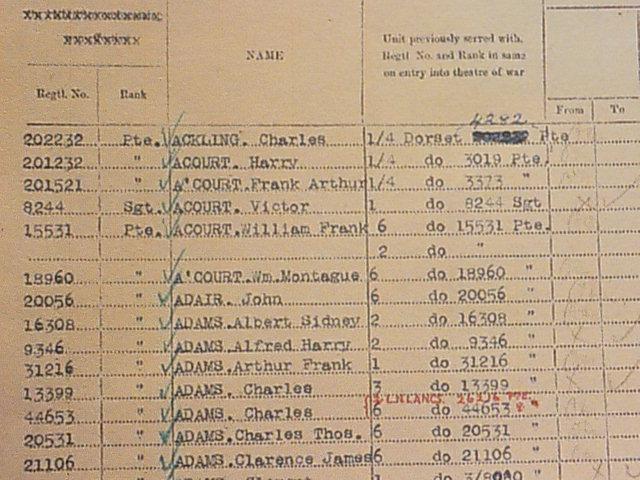 NAME
Unit previously served with.
Regtl No. and Rank in same
on entry into theatre of war
Regtl. No. Rank From To
4282
202232 Pte. ACKLING. Charles 1/4 Dorset Pte
201232 " ACOURT. Harry 1/4 do 3019 Pte.
201521 " A'COURT.Frank Arthur 1/4 do 3373 "
8244 Sgt. ACOURT. Victor 1 do 8244 Sgt
15531 Pte. ACOURT.William Frank 6 do 15531 Pte.
2 do "
18960 " A'COURT.Wm.Montague 6 do 18960 "
20056 " ADAIR. John 6 do 20056 "
16308 " ADAMS.Albert Sidney 2 do 16308 "
9346 " ADAMS.Alfred Harry 2 do 9346 "
31216 " ADAMS.Arthur Frank 1 do 31216 "
13399 " ADAMS. Charles 3 do 13399 "
PTE.
44653 " ADAMS. Charles 6 do 44653 "
20531 " ADAMS.Charles Thos. 6 do 20531 "
21106 " ADAMS.Clarence James 6 do 21106 "